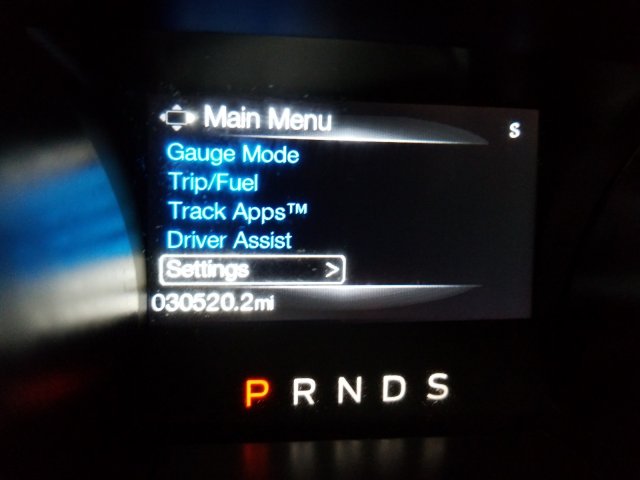 Main Menu
S
Gauge Mode
Trip/Fuel
Track Apps™
Driver Assist
Settings >
030520.2mi
P R N D S